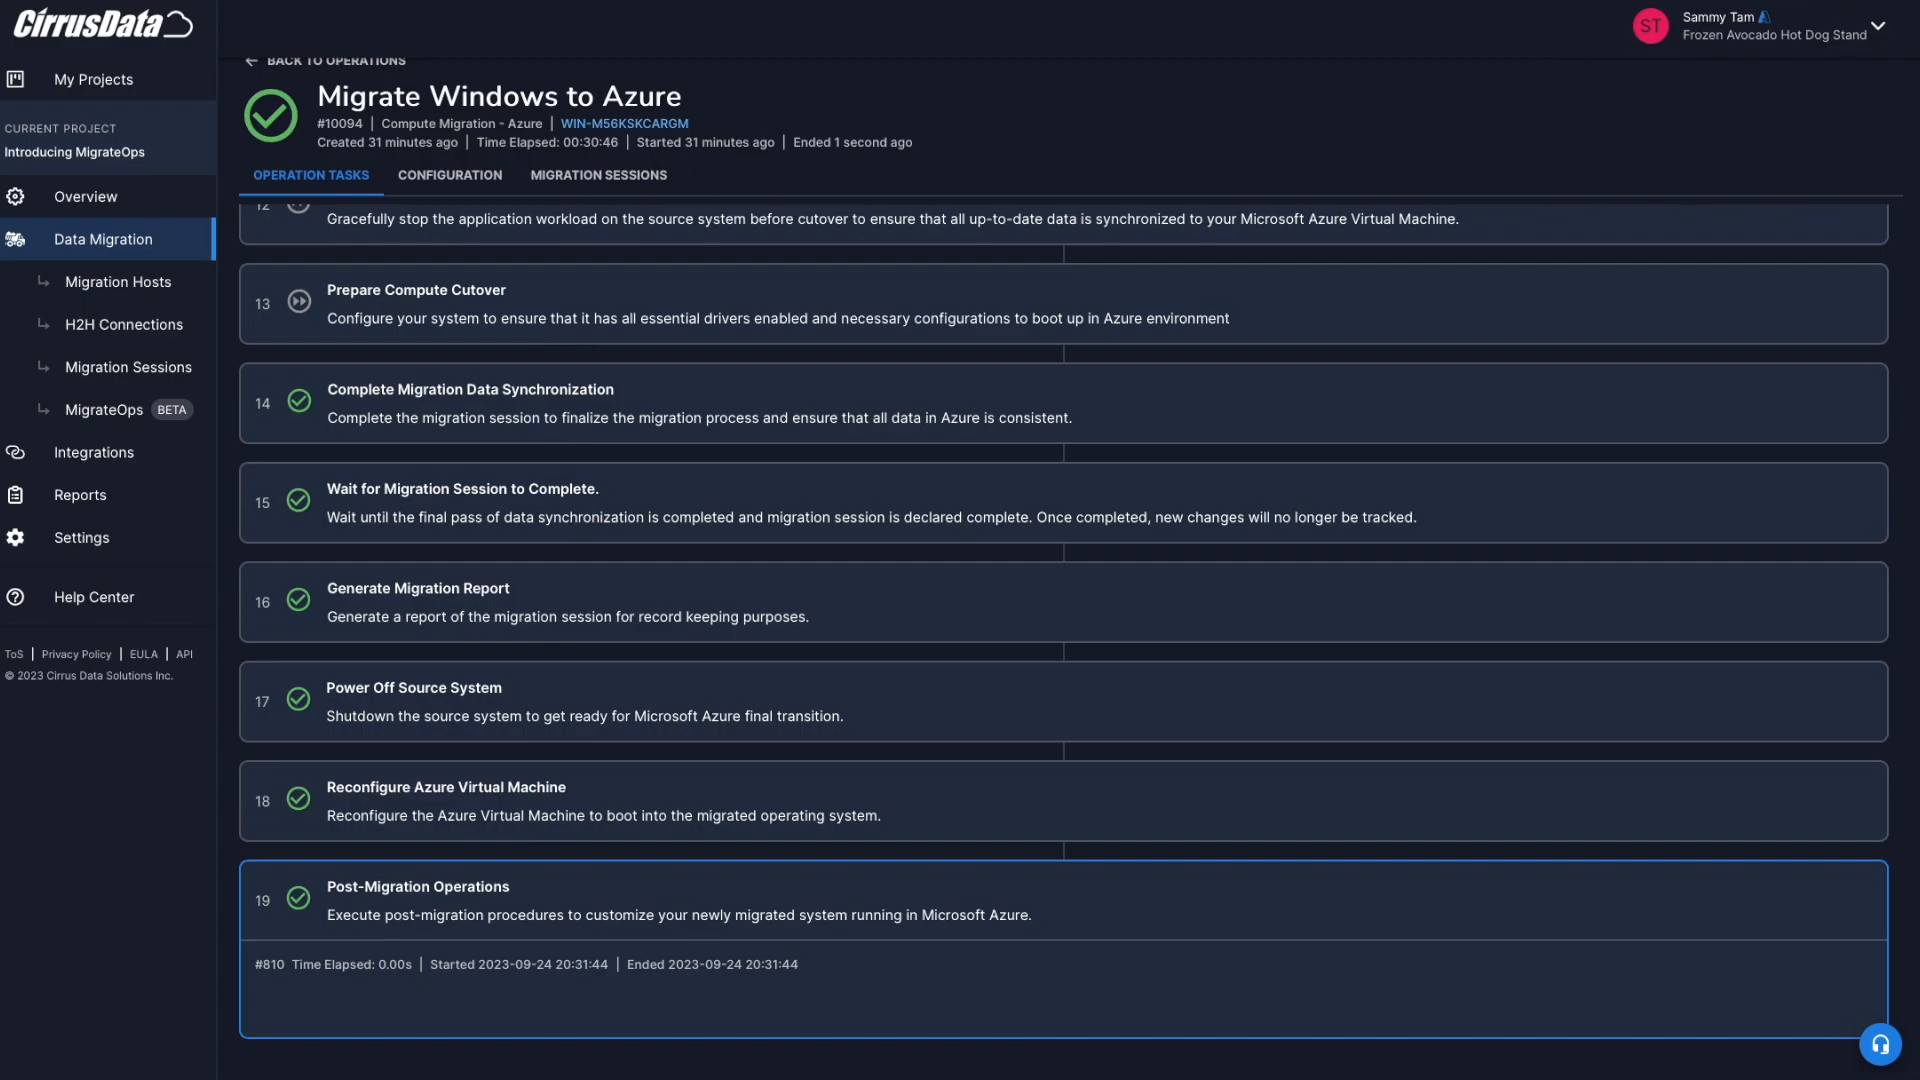 CirrusData
ST
Sammy Tam
Frozen Avocado Hot Dog Stand
My Projects
CURRENT PROJECT
Introducing MigrateOps
Overview
Data Migration
Migration Hosts
H2H Connections
Migration Sessions
MigrateOps BETA
Integrations
Reports
Settings
Help Center
ToS | Privacy Policy | EULA | API
© 2023 Cirrus Data Solutions Inc.
← BACK TO OPERATIONS
Migrate Windows to Azure
#10094 | Compute Migration - Azure | WIN-M56KSKCARGM
Created 31 minutes ago | Time Elapsed: 00:30:46 | Started 31 minutes ago | Ended 1 second ago
OPERATION TASKS CONFIGURATION MIGRATION SESSIONS
12
Gracefully stop the application workload on the source system before cutover to ensure that all up-to-date data is synchronized to your Microsoft Azure Virtual Machine.
13
Prepare Compute Cutover
Configure your system to ensure that it has all essential drivers enabled and necessary configurations to boot up in Azure environment
14
Complete Migration Data Synchronization
Complete the migration session to finalize the migration process and ensure that all data in Azure is consistent.
15
Wait for Migration Session to Complete.
Wait until the final pass of data synchronization is completed and migration session is declared complete. Once completed, new changes will no longer be tracked.
16
Generate Migration Report
Generate a report of the migration session for record keeping purposes.
17
Power Off Source System
Shutdown the source system to get ready for Microsoft Azure final transition.
18
Reconfigure Azure Virtual Machine
Reconfigure the Azure Virtual Machine to boot into the migrated operating system.
19
Post-Migration Operations
Execute post-migration procedures to customize your newly migrated system running in Microsoft Azure.
#810 Time Elapsed: 0.00s | Started 2023-09-24 20:31:44 | Ended 2023-09-24 20:31:44